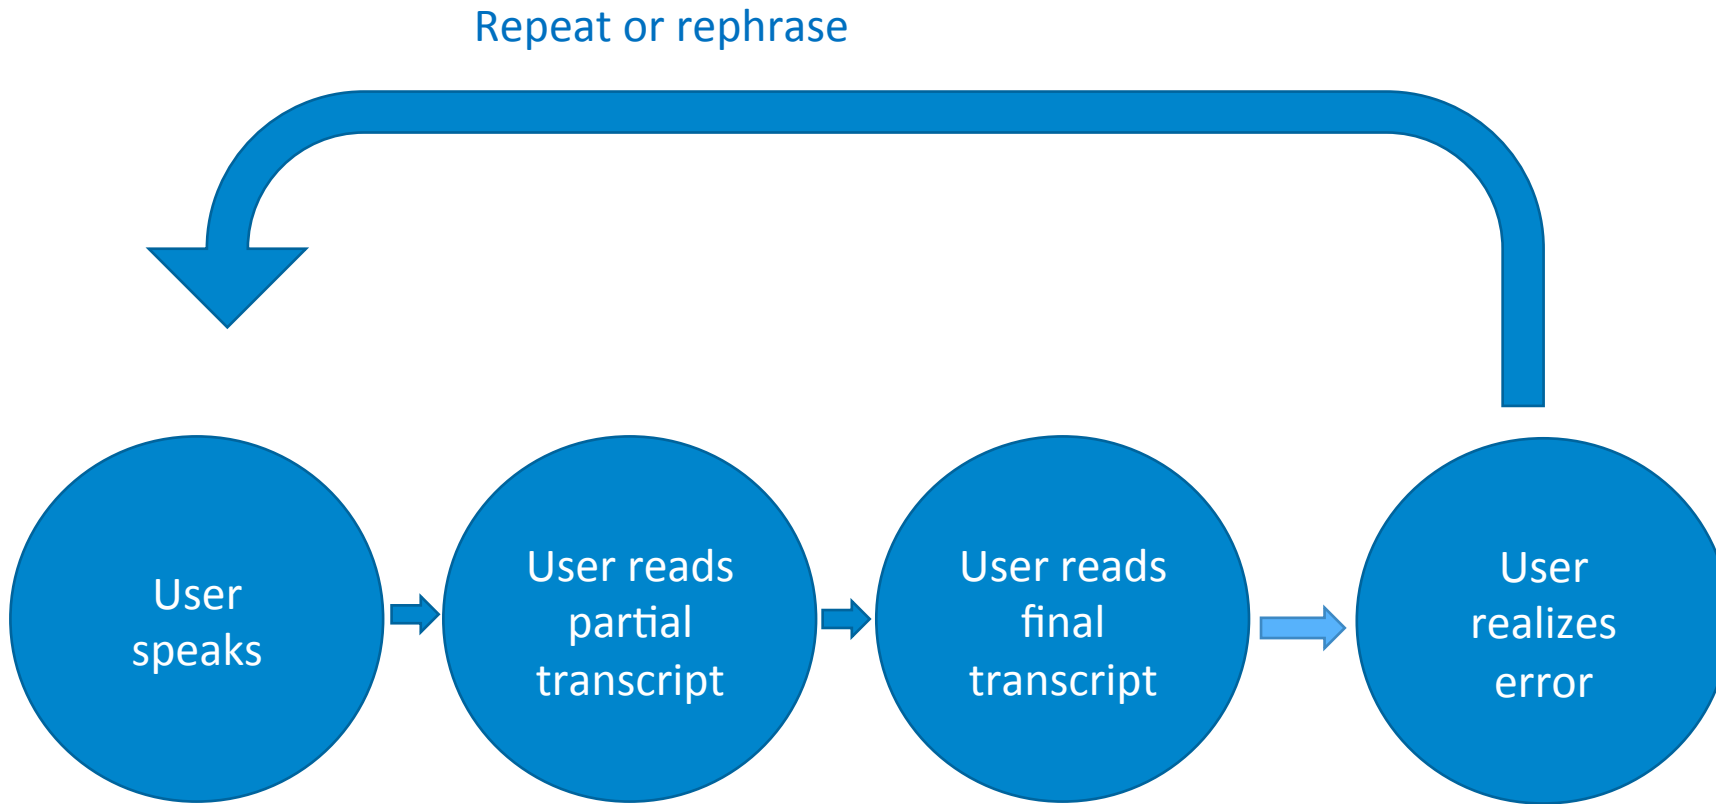 Repeat or rephrase
User
speaks
User reads
partial
transcript
User reads
final
transcript
User
realizes
error